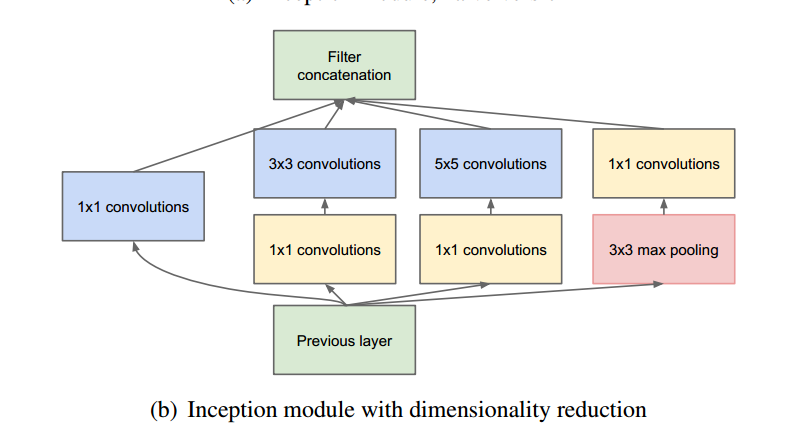 Filter
concatenation
3x3 convolutions
5x5 convolutions
1x1 convolutions
1x1 convolutions
1x1 convolutions
1x1 convolutions
3x3 max pooling
Previous layer
(b) Inception module with dimensionality reduction